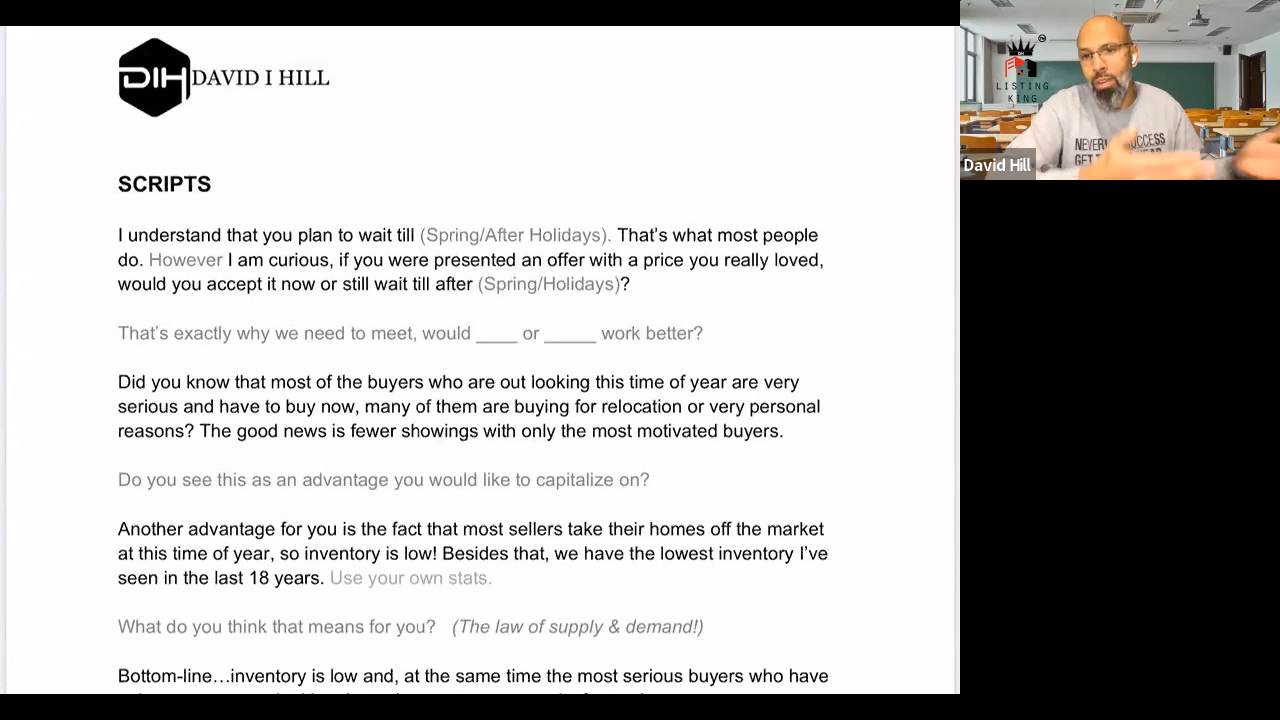 DIH DAVID I HILL
SCRIPTS
I understand that you plan to wait till (Spring/After Holidays). That’s what most people
do. However I am curious, if you were presented an offer with a price you really loved,
would you accept it now or still wait till after (Spring/Holidays)?
That’s exactly why we need to meet, would ____ or _____ work better?
Did you know that most of the buyers who are out looking this time of year are very
serious and have to buy now, many of them are buying for relocation or very personal
reasons? The good news is fewer showings with only the most motivated buyers.
Do you see this as an advantage you would like to capitalize on?
Another advantage for you is the fact that most sellers take their homes off the market
at this time of year, so inventory is low! Besides that, we have the lowest inventory I’ve
seen in the last 18 years. Use your own stats.
What do you think that means for you? (The law of supply & demand!)
Bottom-line…inventory is low and, at the same time the most serious buyers who have
LISTING
KING
SUCCESS
GET
David Hill